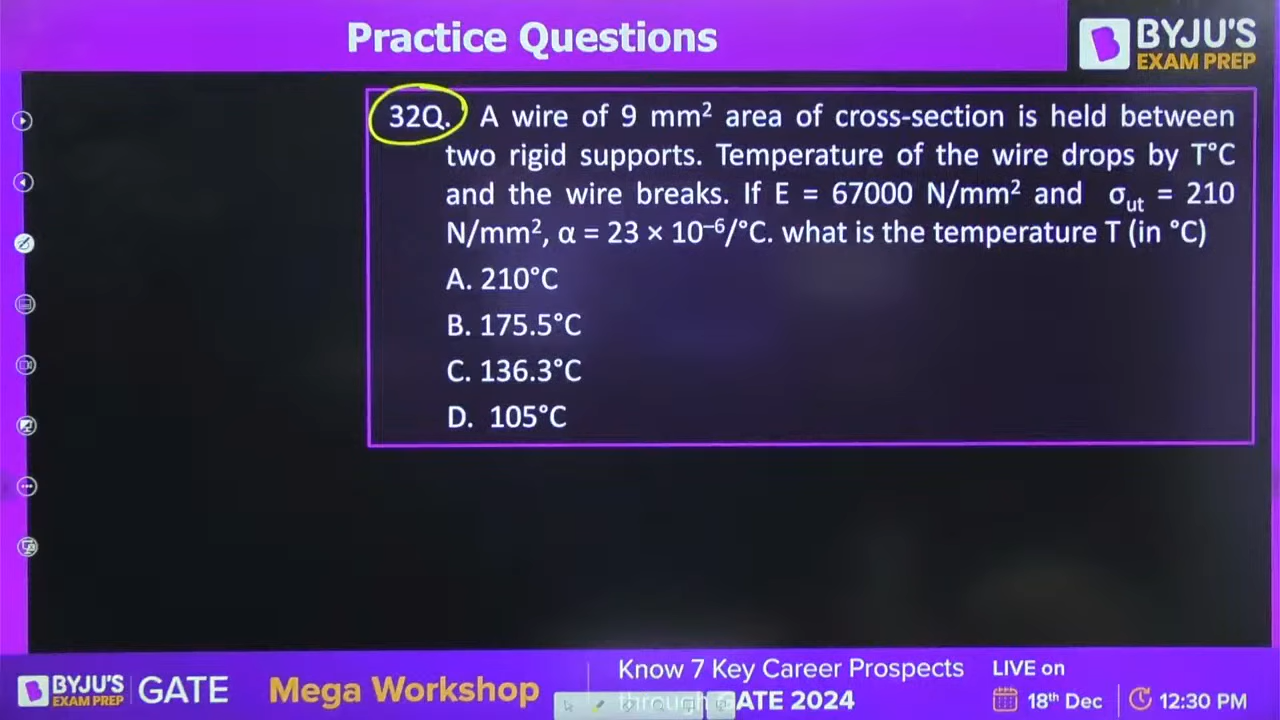 Practice Questions
BYJU'S
EXAM PREP
32Q. A wire of 9 mm² area of cross-section is held between
two rigid supports. Temperature of the wire drops by T°C
and the wire breaks. If E = 67000 N/mm² and σut = 210
N/mm², α = 23 × 10⁻⁶/°C. what is the temperature T (in °C)
A. 210°C
B. 175.5°C
C. 136.3°C
D. 105°C
BYJU'S
EXAM PREP
GATE
Mega Workshop
Know 7 Key Career Prospects
through GATE 2024
LIVE on
18th Dec
12:30 PM